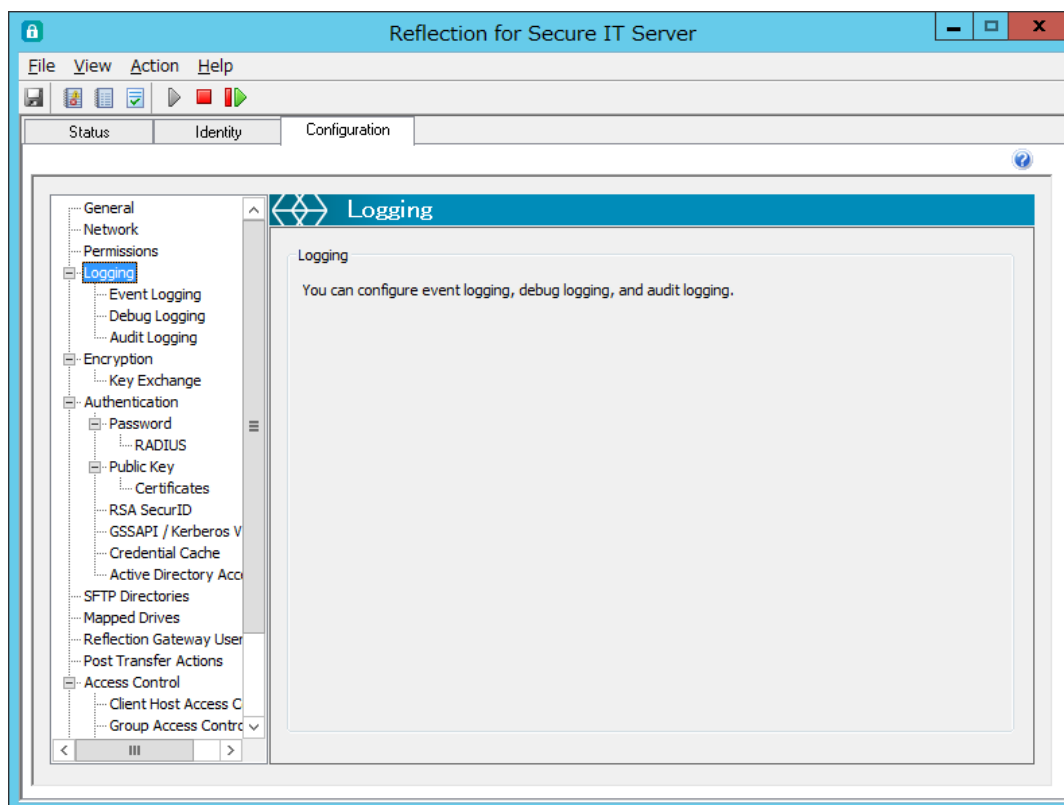 Reflection for Secure IT Server
File View Action Help
Status Identity Configuration
General
Network
Permissions
Logging
Event Logging
Debug Logging
Audit Logging
Encryption
Key Exchange
Authentication
Password
RADIUS
Public Key
Certificates
RSA SecurID
GSSAPI / Kerberos V
Credential Cache
Active Directory Acc
SFTP Directories
Mapped Drives
Reflection Gateway User
Post Transfer Actions
Access Control
Client Host Access C
Group Access Contro
Logging
Logging
You can configure event logging, debug logging, and audit logging.